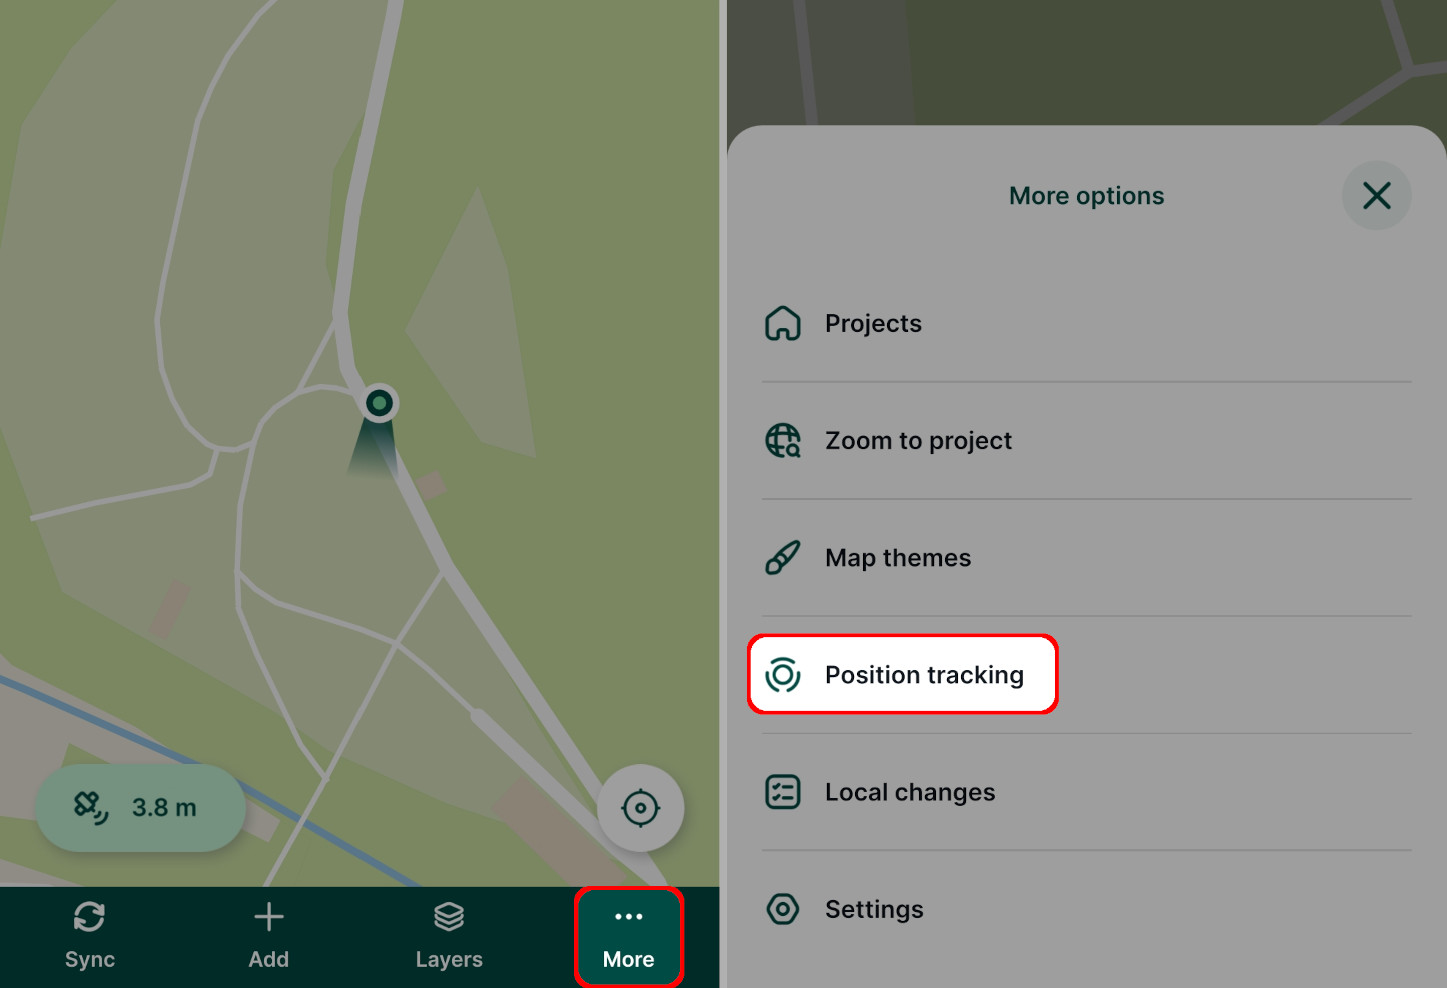 3.8 m
Sync
Add
Layers
More
More options
Projects
Zoom to project
Map themes
Position tracking
Local changes
Settings